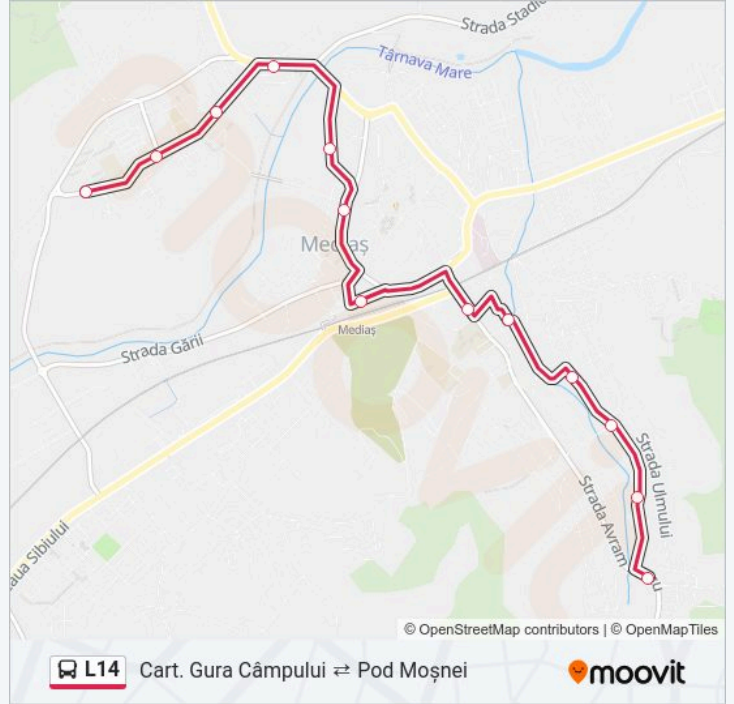 Strada Stadio
Târnava Mare
Mediaș
Mediaș
Strada Gării
Strada Ulmului
Strada Avram
u
aua Sibiului
© OpenStreetMap contributors | © OpenMapTiles
L14 Cart. Gura Câmpului ⇄ Pod Moșnei
moovit